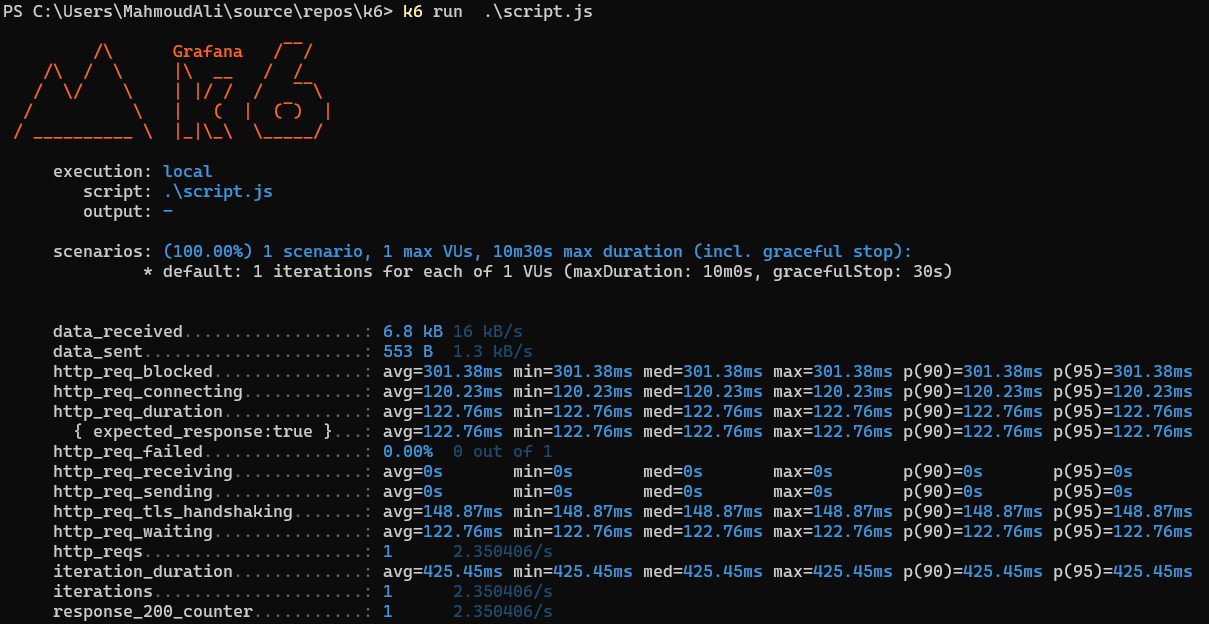 PS C:\Users\MahmoudAli\source\repos\k6> k6 run  .\script.js
Grafana
execution: local
script: .\script.js
output: -
scenarios: (100.00%) 1 scenario, 1 max VUs, 10m30s max duration (incl. graceful stop):
* default: 1 iterations for each of 1 VUs (maxDuration: 10m0s, gracefulStop: 30s)
data_received..................: 6.8 kB 16 kB/s
data_sent......................: 553 B  1.3 kB/s
http_req_blocked...............: avg=301.38ms min=301.38ms med=301.38ms max=301.38ms p(90)=301.38ms p(95)=301.38ms
http_req_connecting............: avg=120.23ms min=120.23ms med=120.23ms max=120.23ms p(90)=120.23ms p(95)=120.23ms
http_req_duration..............: avg=122.76ms min=122.76ms med=122.76ms max=122.76ms p(90)=122.76ms p(95)=122.76ms
{ expected_response:true }...: avg=122.76ms min=122.76ms med=122.76ms max=122.76ms p(90)=122.76ms p(95)=122.76ms
http_req_failed................: 0.00%  0 out of 1
http_req_receiving.............: avg=0s       min=0s       med=0s       max=0s       p(90)=0s       p(95)=0s
http_req_sending...............: avg=0s       min=0s       med=0s       max=0s       p(90)=0s       p(95)=0s
http_req_tls_handshaking.......: avg=148.87ms min=148.87ms med=148.87ms max=148.87ms p(90)=148.87ms p(95)=148.87ms
http_req_waiting...............: avg=122.76ms min=122.76ms med=122.76ms max=122.76ms p(90)=122.76ms p(95)=122.76ms
http_reqs......................: 1      2.350406/s
iteration_duration.............: avg=425.45ms min=425.45ms med=425.45ms max=425.45ms p(90)=425.45ms p(95)=425.45ms
iterations.....................: 1      2.350406/s
response_200_counter...........: 1      2.350406/s